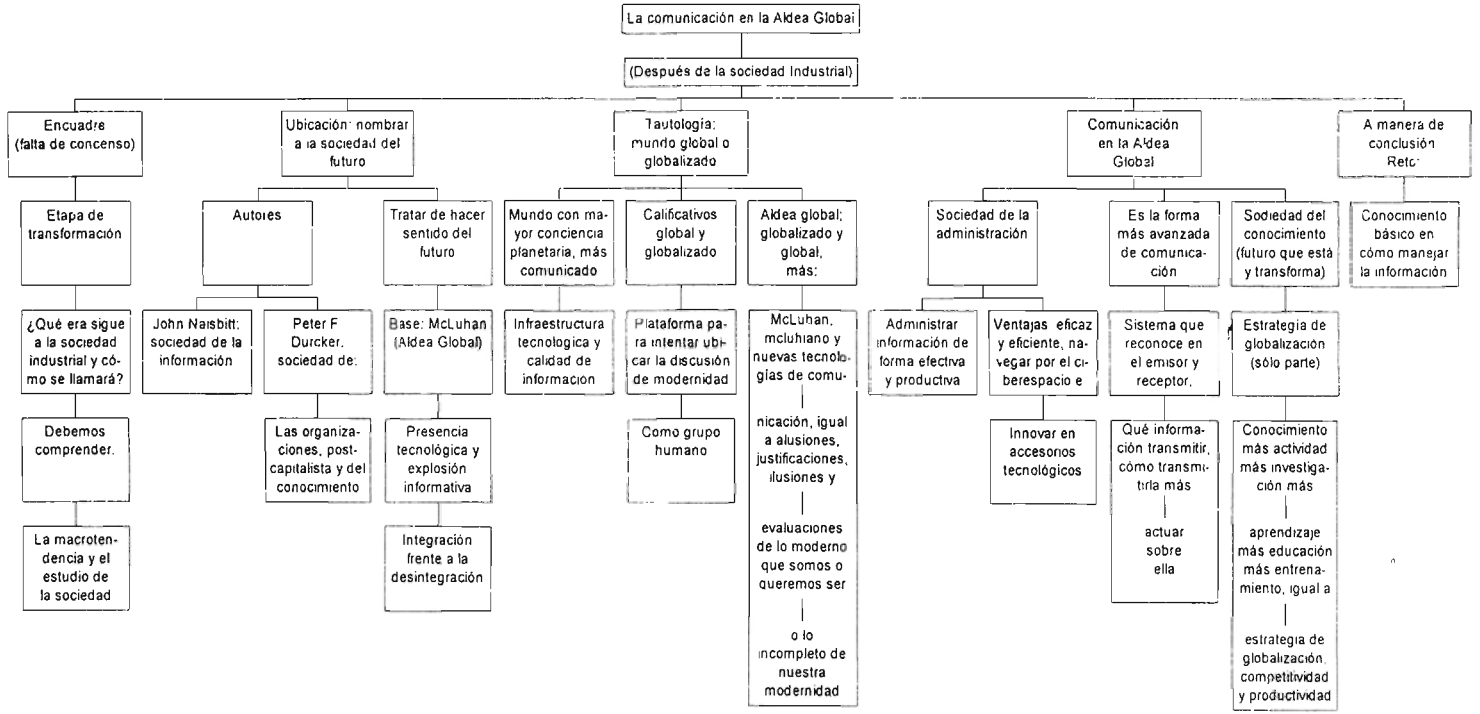 La comunicación en la Aldea Global
(Después de la sociedad Industrial)
Encuadre
(falta de concenso)
Ubicación: nombrar
a la sociedad del
futuro
Tautología:
mundo global o
globalizado
Comunicación
en la Aldea
Global
A manera de
conclusión
Reto:
Etapa de
transformación
Autores
Tratar de hacer
sentido del
futuro
Mundo con ma-
yor conciencia
planetaria, más
comunicado
Calificativos
global y
globalizado
Aldea global;
globalizado y
global,
más:
Sociedad de la
administración
Es la forma
más avanzada
de comunica-
ción
Sociedad del
conocimiento
(futuro que está
y transforma)
Conocimiento
básico en
cómo manejar
la información
¿Qué era sigue
a la sociedad
industrial y có-
mo se llamará?
John Naisbitt:
sociedad de la
información
Peter F
Durcker,
sociedad de:
Base: McLuhan
(Aldea Global)
Infraestructura
tecnologica y
calidad de
información
Plataforma pa-
ra intentar ubi-
car la discusión
de modernidad
McLuhan,
mcluhiano y
nuevas tecnolo-
gías de comu-
Administrar
información de
forma efectiva
y productiva
Ventajas eficaz
y eficiente, na-
vegar por el ci-
berespacio e
Sistema que
reconoce en
el emisor y
receptor,
Estrategia de
globalización
(sólo parte)
Debemos
comprender.
Las organiza-
ciones, post-
capitalista y del
conocimiento
Presencia
tecnológica y
explosión
informativa
Como grupo
humano
nicación, igual
a alusiones,
justificaciones,
ilusiones y
Innovar en
accesorios
tecnológicos
Qué informa-
ción transmitir,
cómo transmi-
tirla más
Conocimiento
más actividad
más investiga-
ción más
La macroten-
dencia y el
estudio de
la sociedad
Integración
frente a la
desintegración
evaluaciones
de lo moderno
que somos o
queremos ser
actuar
sobre
ella
aprendizaje
más educación
más entrena-
miento, igual a
o lo
incompleto de
nuestra
modernidad
estrategia de
globalización,
competitividad
y productividad